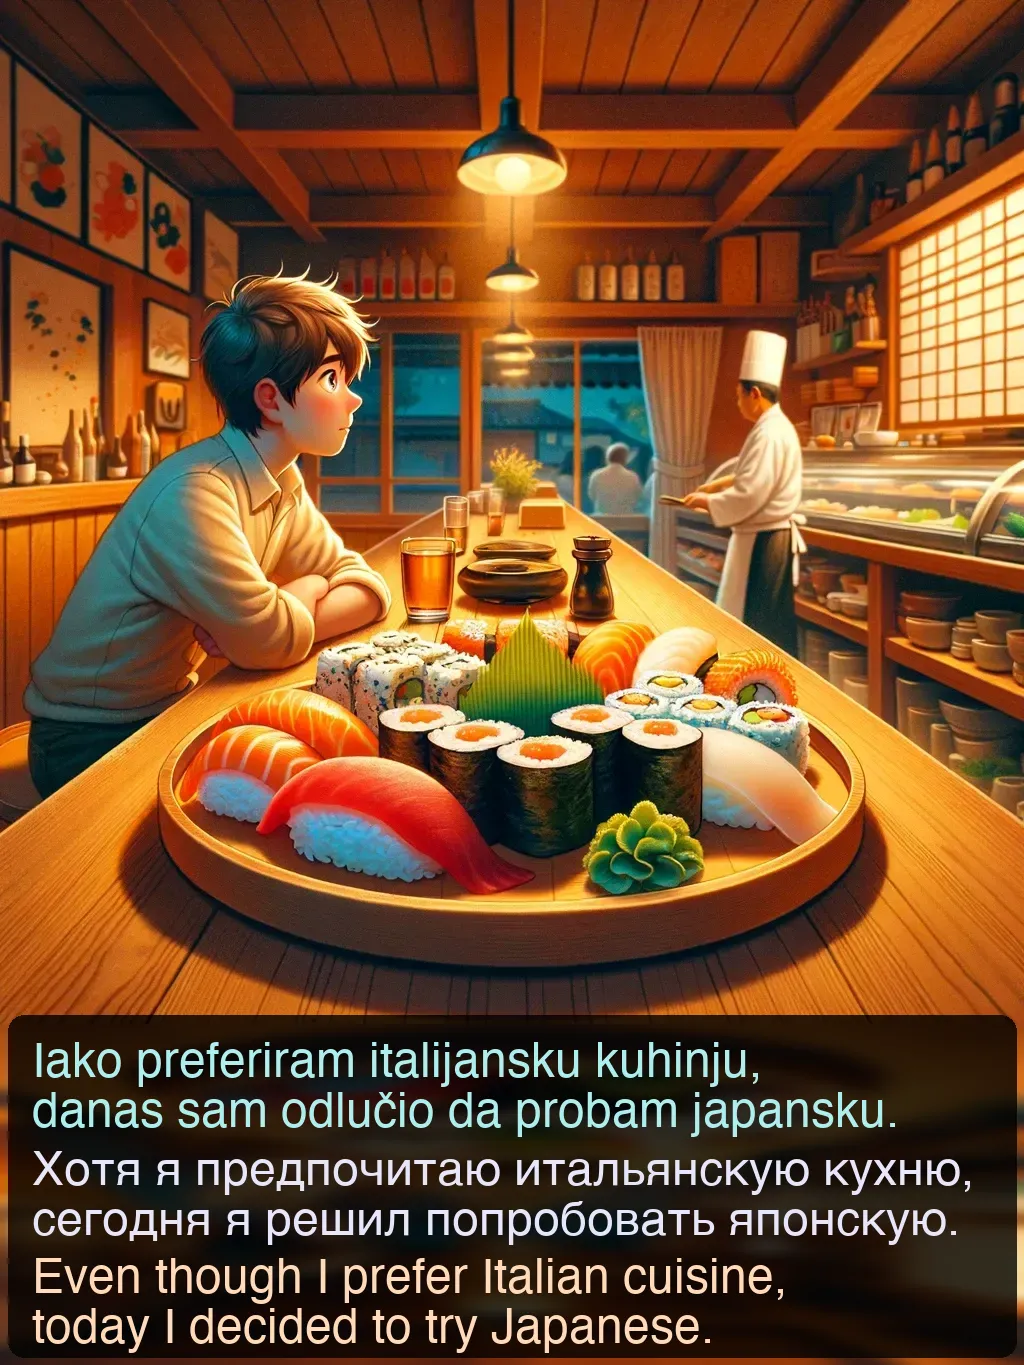 Iako preferiram italijansku kuhinju,
danas sam odlučio da probam japansku.
Хотя я предпочитаю итальянскую кухню,
сегодня я решил попробовать японскую.
Even though I prefer Italian cuisine,
today I decided to try Japanese.